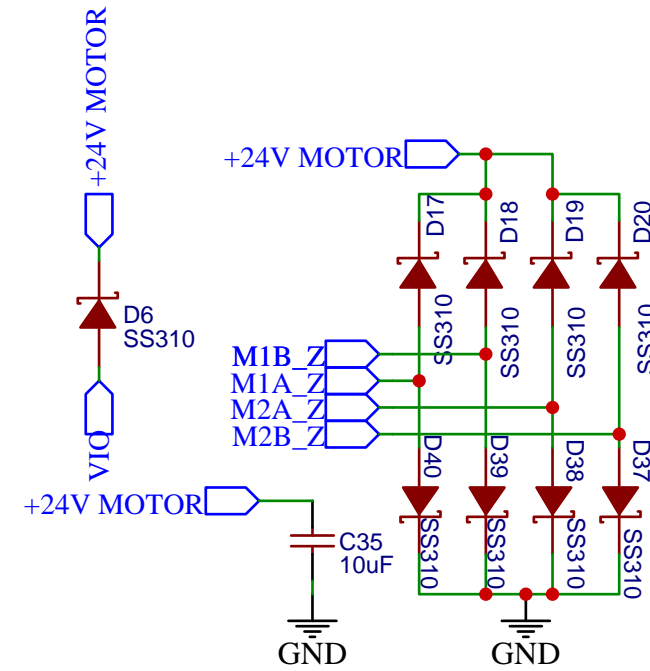 +24V MOTOR
D6
SS310
VIO
+24V MOTOR
D17
D18
D19
D20
SS310
SS310
SS310
SS310
M1B_Z
M1A_Z
M2A_Z
M2B_Z
D40
D39
D38
D37
SS310
SS310
SS310
SS310
+24V MOTOR
C35
10uF
GND
GND